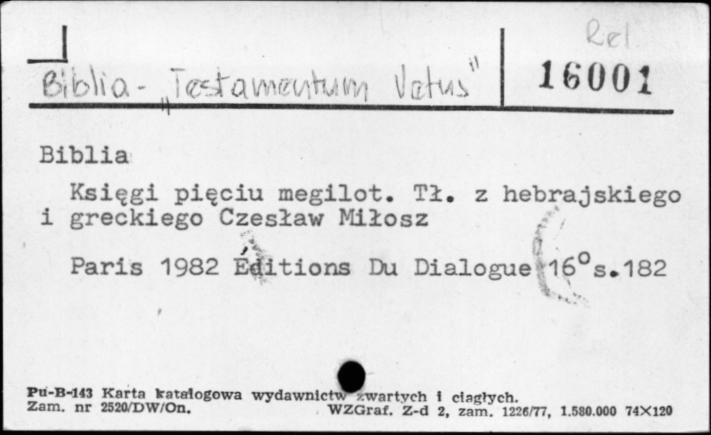 Rel
Biblia - „Testamentum Vetus"
16001
Biblia
Księgi pięciu megilot. Tł. z hebrajskiego
i greckiego Czesław Miłosz
Paris 1982 Éditions Du Dialogue 16° s.182
Pu-B-143 Karta katalogowa wydawnictw zwartych i ciągłych.
Zam. nr 2520/DW/On. WZGraf. Z-d 2, zam. 1226/77, 1.580.000 74×120